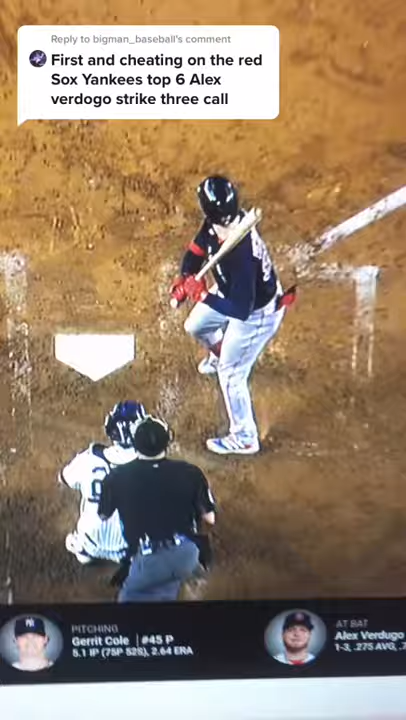 Reply to bigman_baseball's comment
First and cheating on the red
Sox Yankees top 6 Alex
verdogo strike three call
PITCHING
Gerrit Cole | #45 P
5.1 IP (75P 52S), 2.64 ERA
AT BAT
Alex Verdugo
1-3, .275 AVG, .7